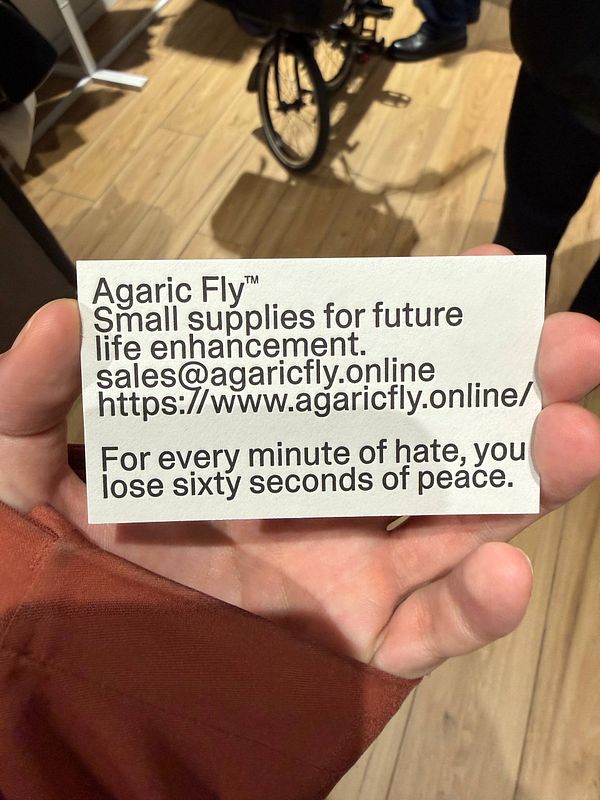 Agaric Fly™
Small supplies for future
life enhancement.
sales@agaricfly.online
https://www.agaricfly.online/
For every minute of hate, you
lose sixty seconds of peace.